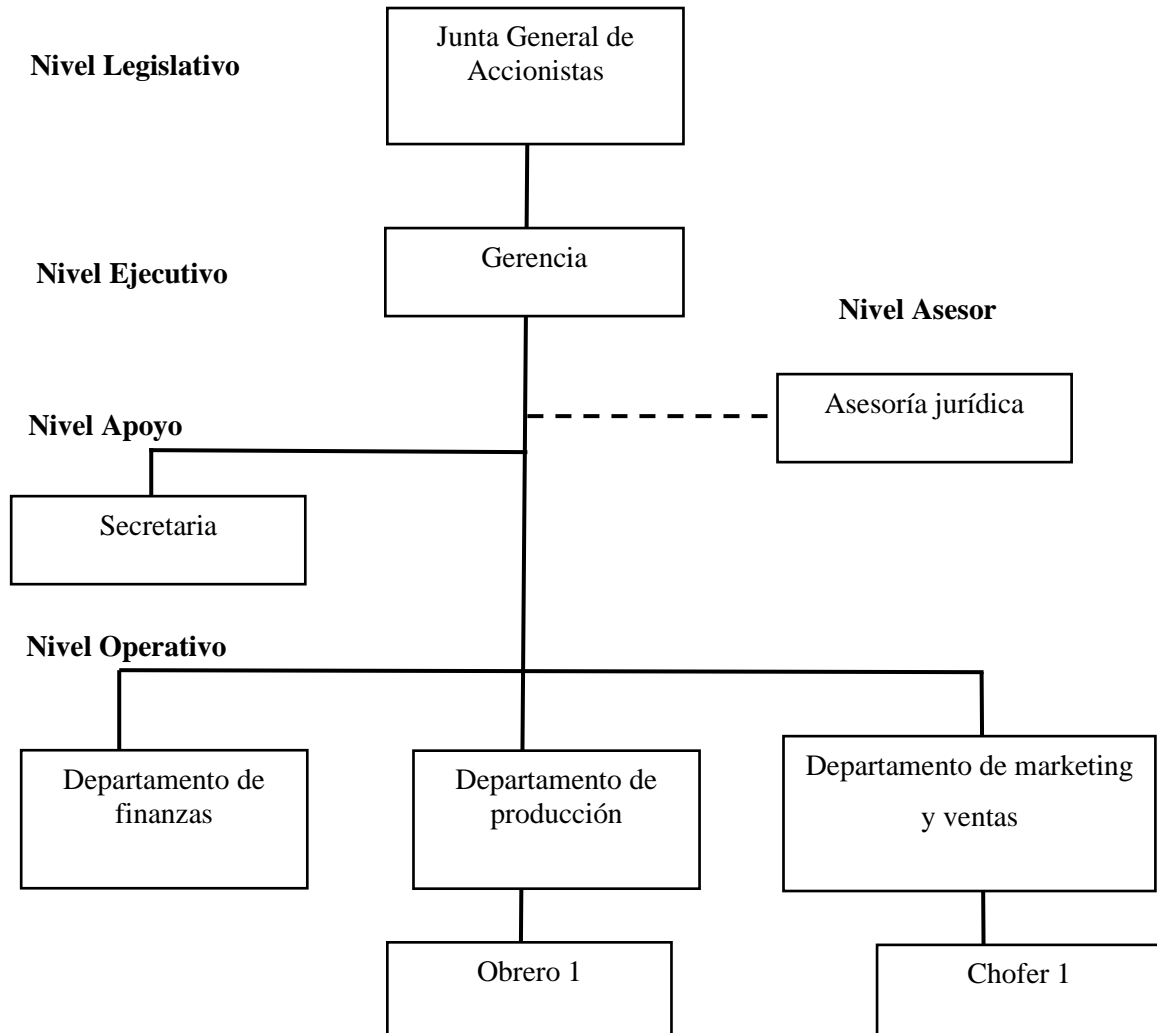 Junta General de
Accionistas
Nivel Legislativo
Gerencia
Nivel Ejecutivo
Nivel Asesor
Asesoría jurídica
Nivel Apoyo
Secretaria
Nivel Operativo
Departamento de
finanzas
Departamento de
producción
Departamento de marketing
y ventas
Obrero 1
Chofer 1